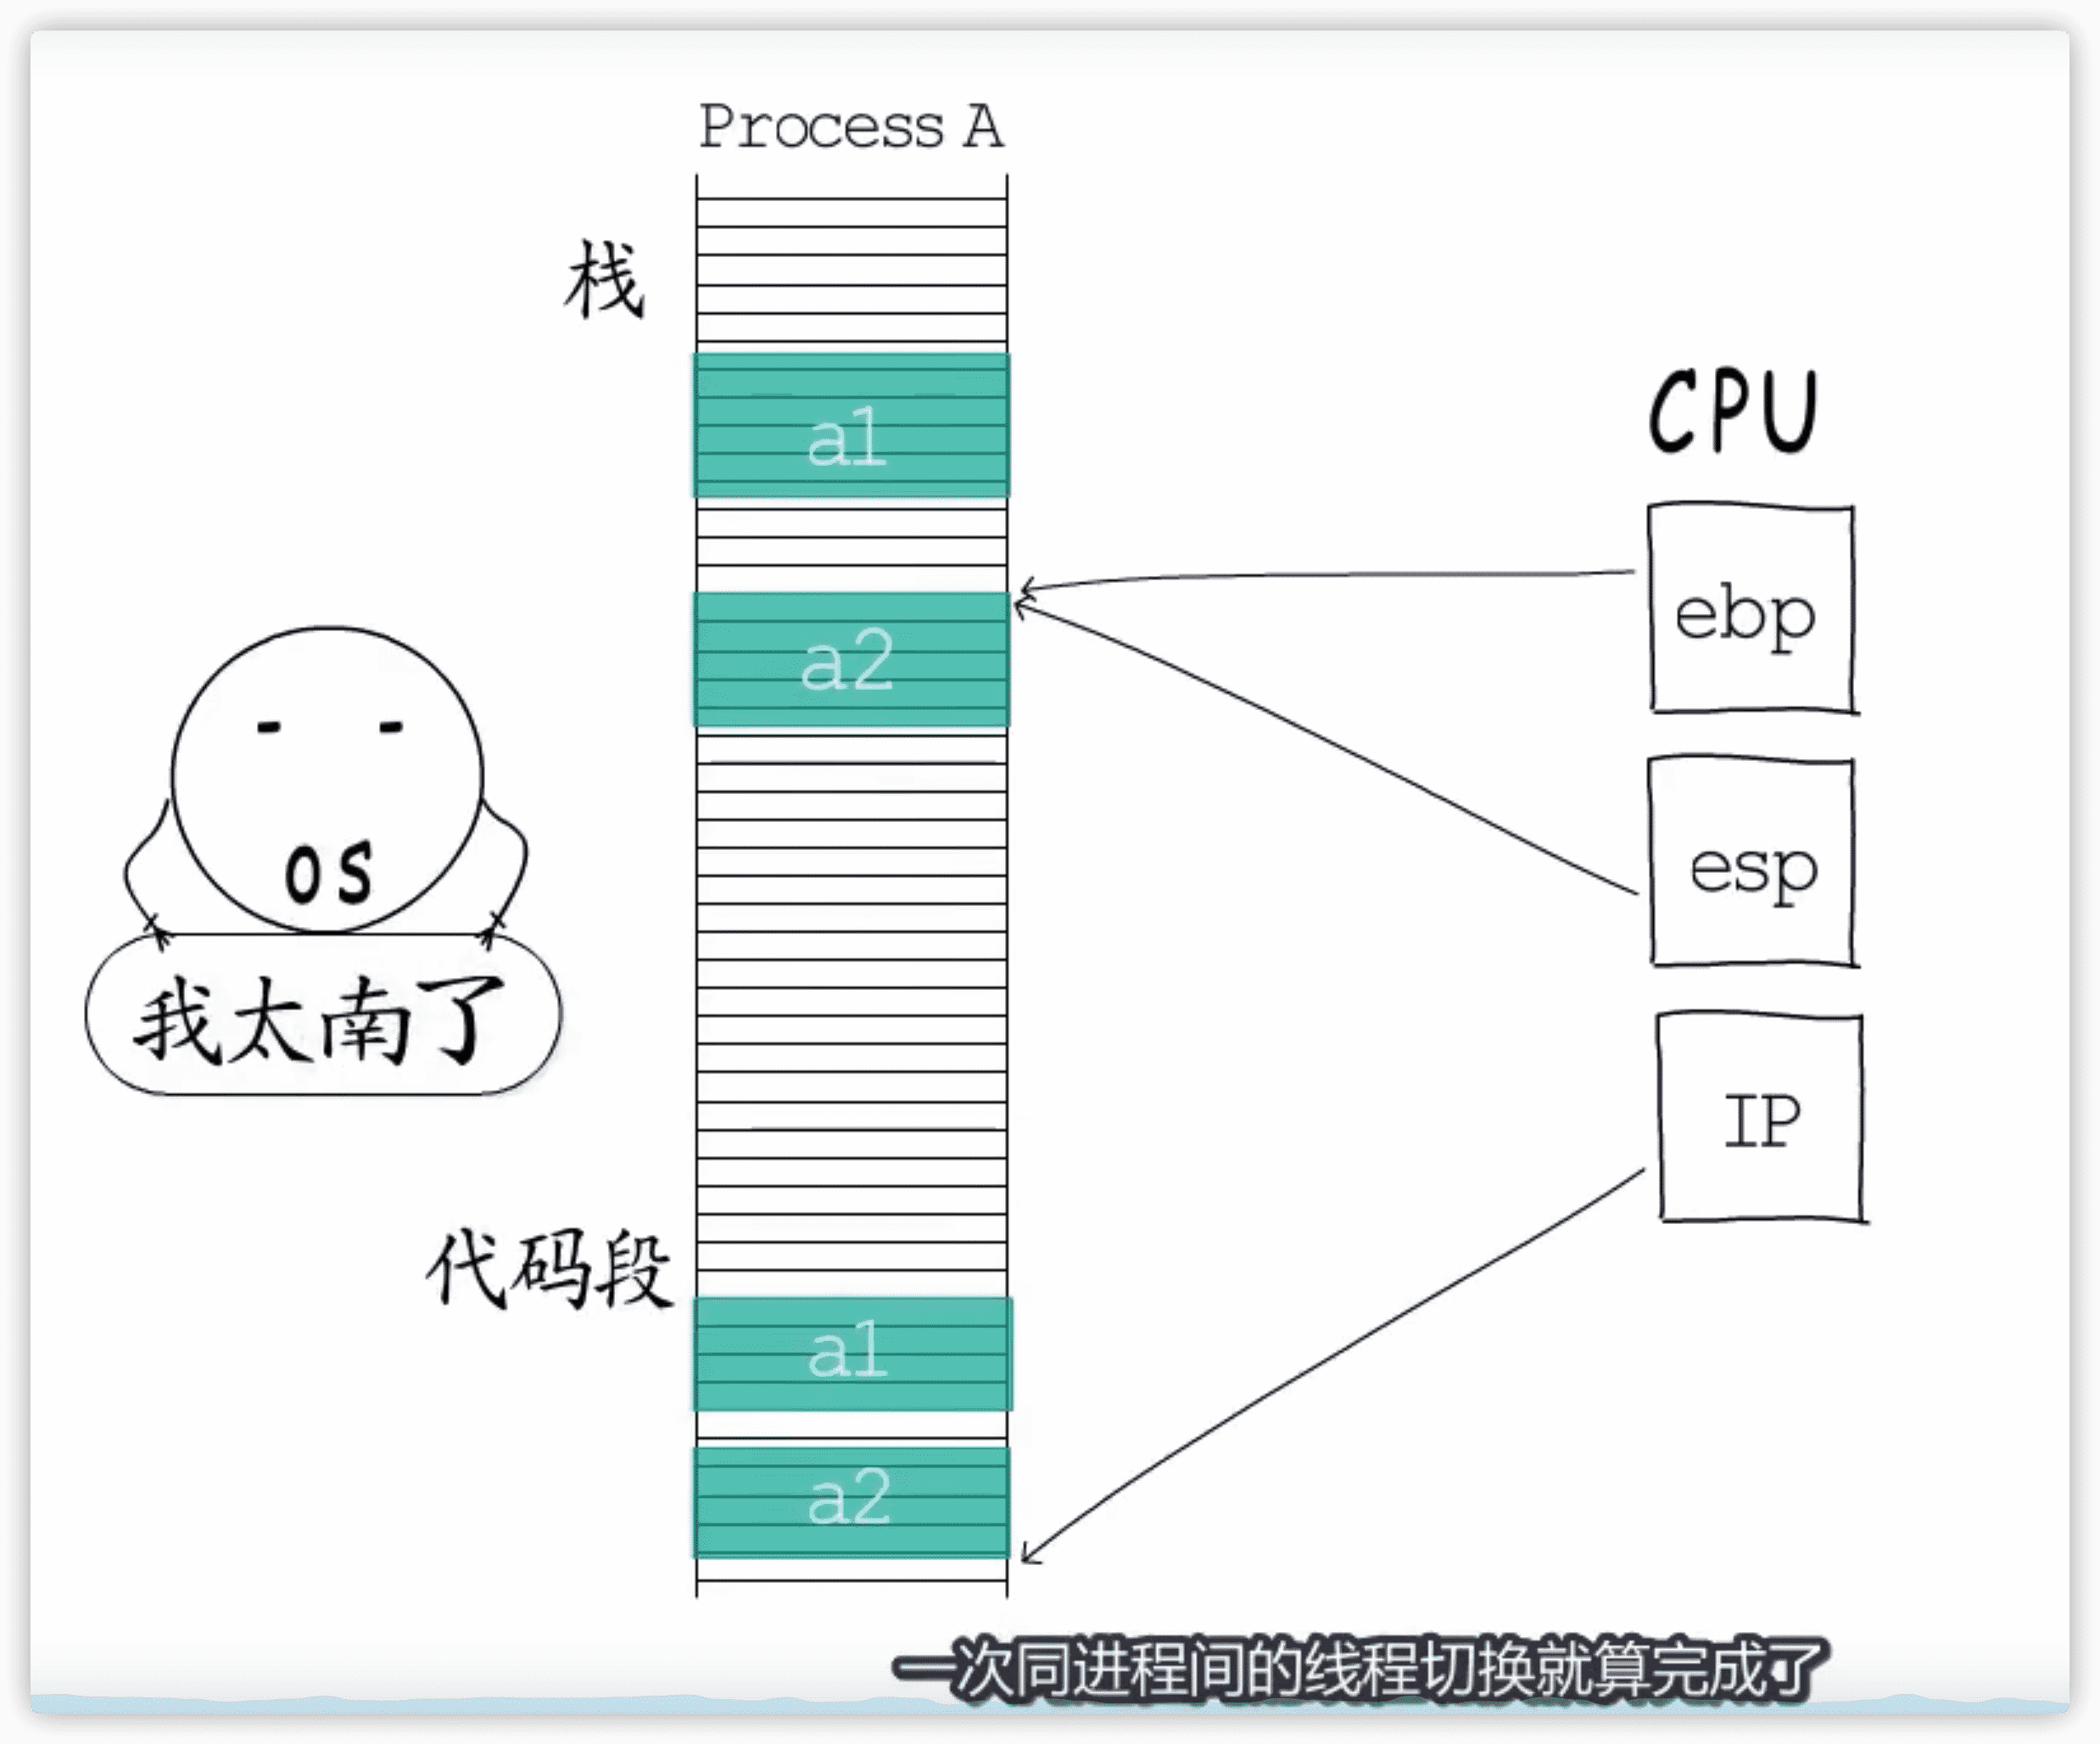 Process A
栈
a1
CPU
ebp
a2
esp
OS
我太南了
IP
代码段
a1
a2
一次同进程间的线程切换就算完成了